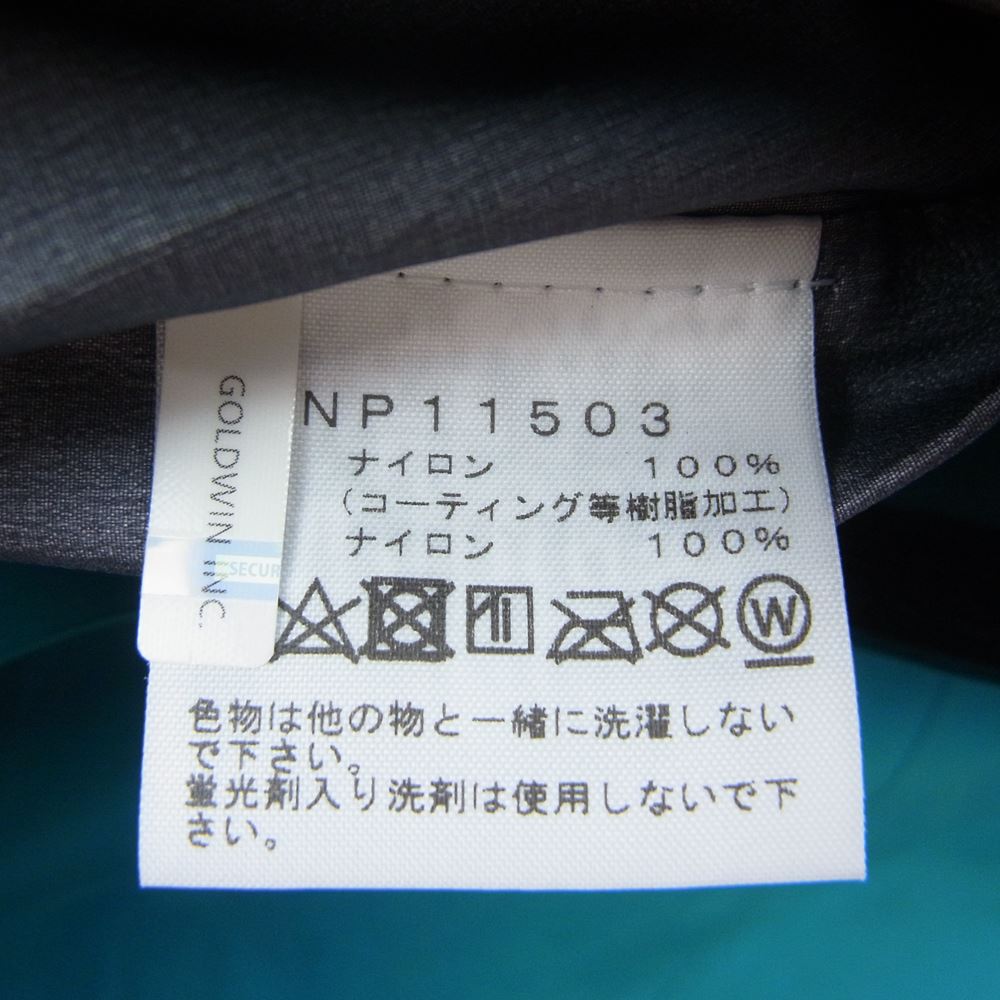 GOLDWIN INC.
SECUR
NP11503
ナイロン 100%
(コーティング等樹脂加工)
ナイロン 100%
W
色物は他の物と一緒に洗濯しない
で下さい。
蛍光剤入り洗剤は使用しないで下
さい。